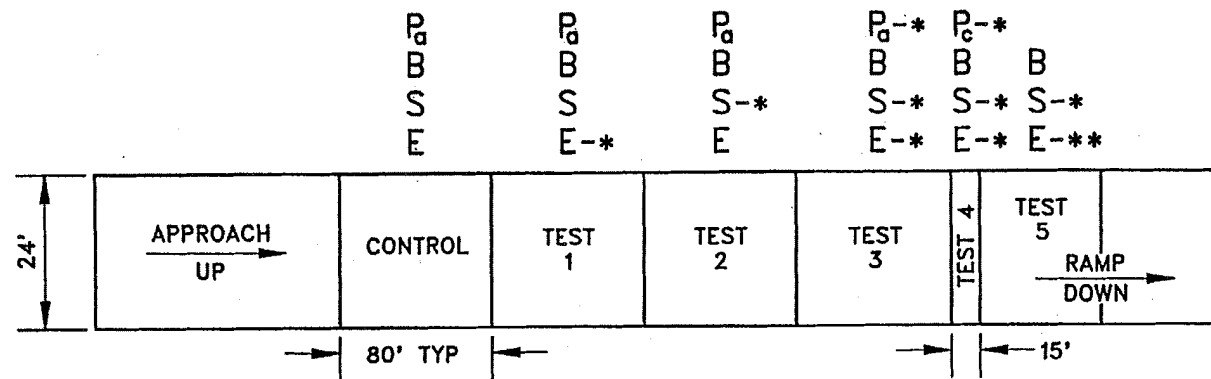 Pa Pa Pa Pa-* Pc-*
B B B B B B
S S S-* S-* S-* S-*
E E-* E E-* E-* E-**
24'
APPROACH
UP
CONTROL
TEST
1
TEST
2
TEST
3
TEST 4
TEST
5
RAMP
DOWN
80' TYP
15'